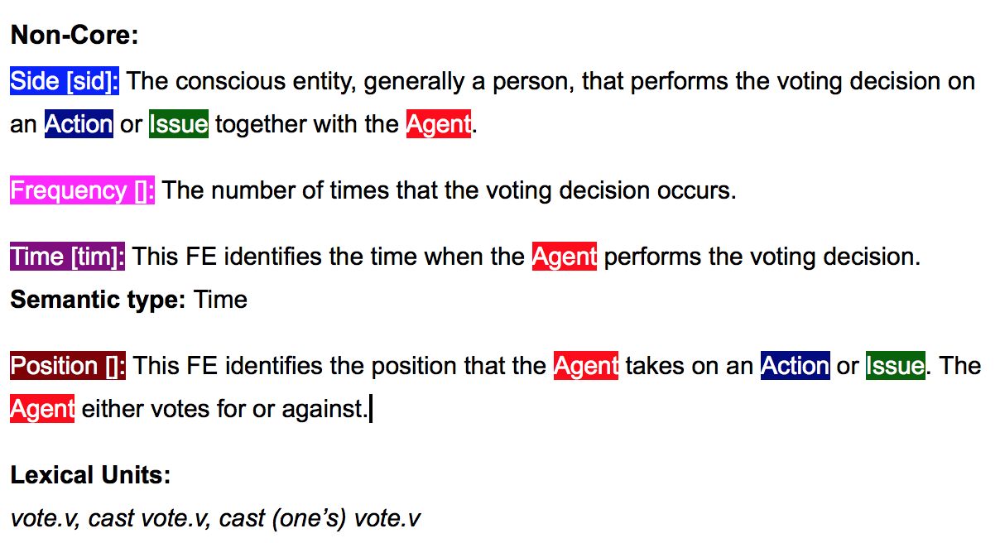 Non-Core:
Side [sid]: The conscious entity, generally a person, that performs the voting decision on
an Action or Issue together with the Agent.
Frequency []: The number of times that the voting decision occurs.
Time [tim]: This FE identifies the time when the Agent performs the voting decision.
Semantic type: Time
Position []: This FE identifies the position that the Agent takes on an Action or Issue. The
Agent either votes for or against.
Lexical Units:
vote.v, cast vote.v, cast (one’s) vote.v